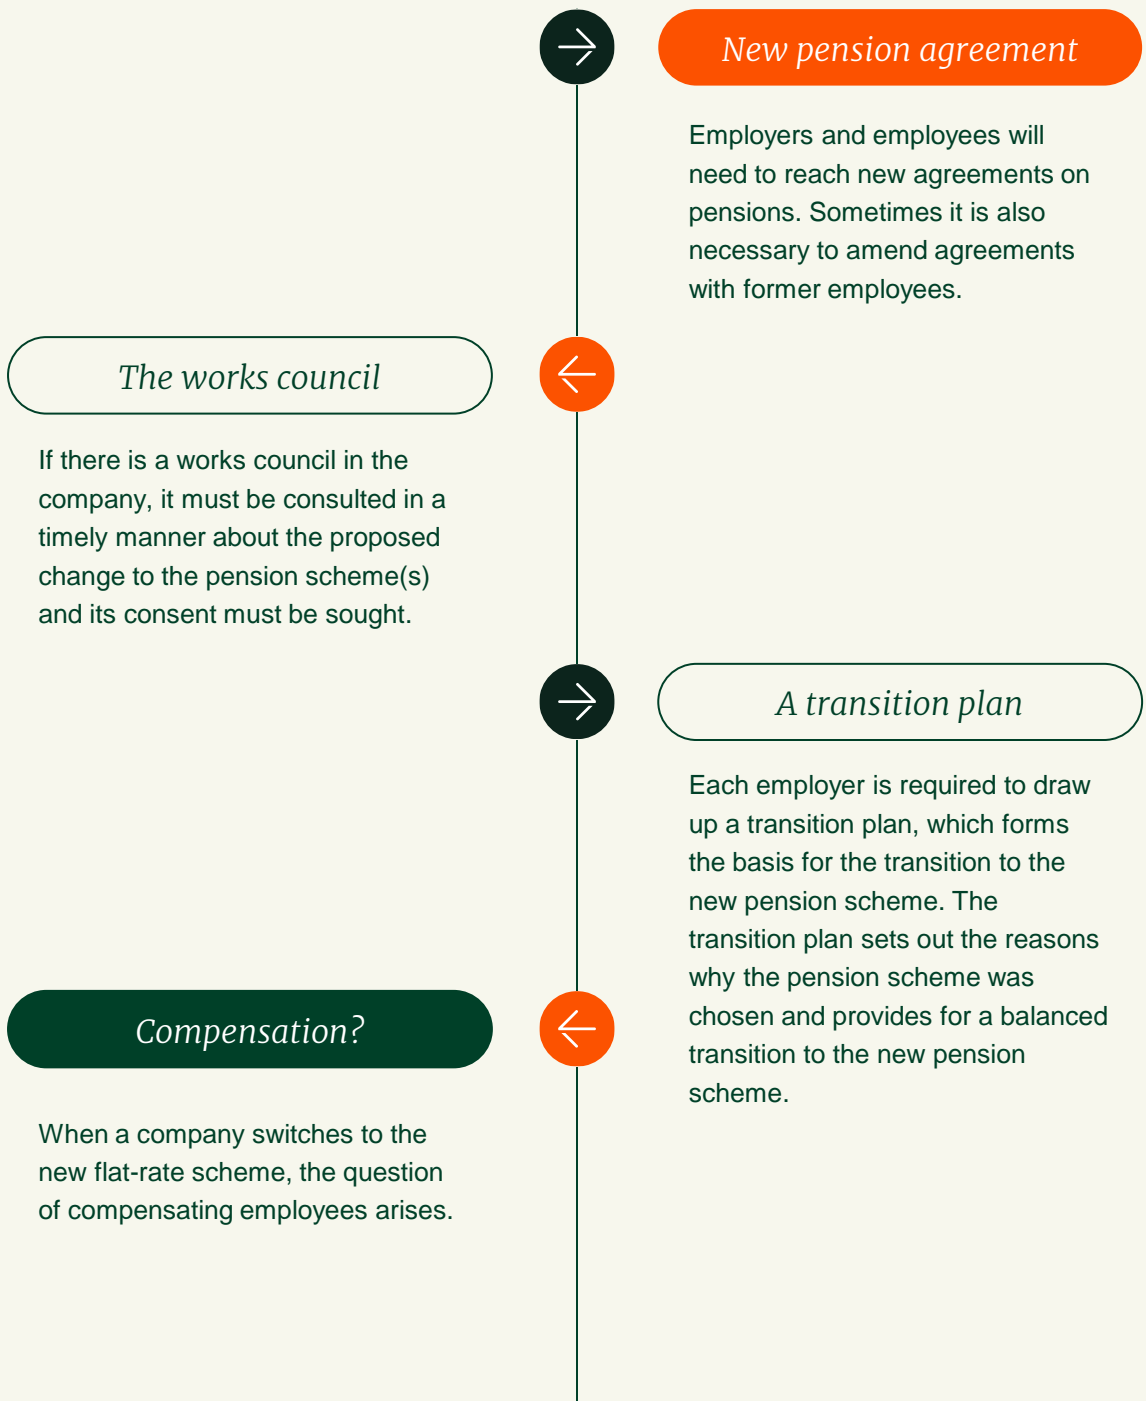 New pension agreement
Employers and employees will
need to reach new agreements on
pensions. Sometimes it is also
necessary to amend agreements
with former employees.
The works council
If there is a works council in the
company, it must be consulted in a
timely manner about the proposed
change to the pension scheme(s)
and its consent must be sought.
A transition plan
Each employer is required to draw
up a transition plan, which forms
the basis for the transition to the
new pension scheme. The
transition plan sets out the reasons
why the pension scheme was
chosen and provides for a balanced
transition to the new pension
scheme.
Compensation?
When a company switches to the
new flat-rate scheme, the question
of compensating employees arises.